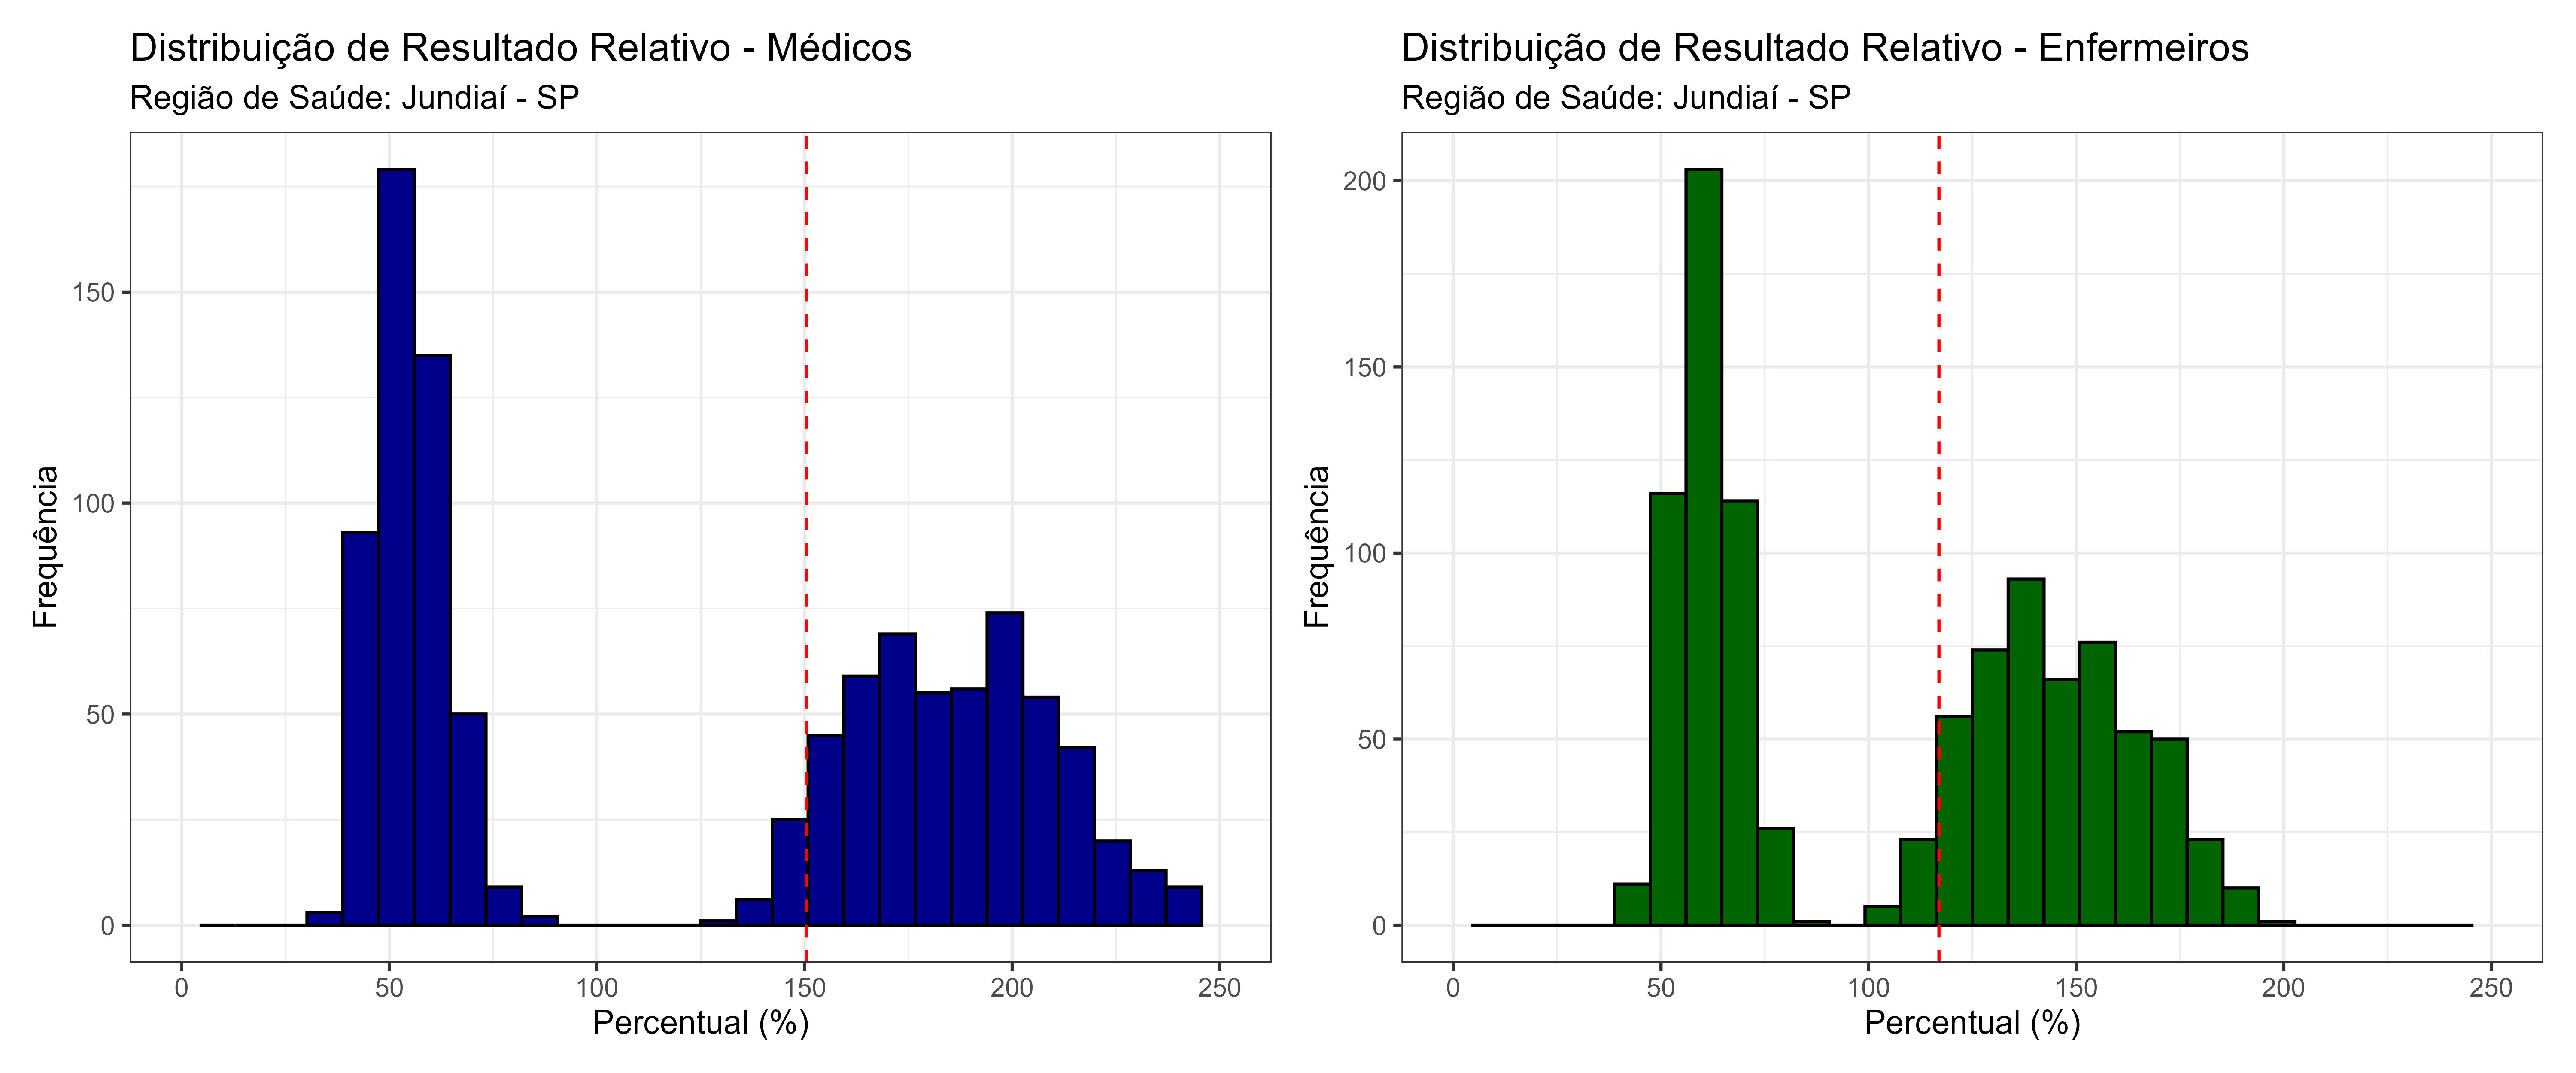 Distribuição de Resultado Relativo - Médicos
Região de Saúde: Jundiaí - SP
Frequência
150
100
50
0
0 50 100 150 200 250
Percentual (%)
Distribuição de Resultado Relativo - Enfermeiros
Região de Saúde: Jundiaí - SP
Frequência
200
150
100
50
0
0 50 100 150 200 250
Percentual (%)